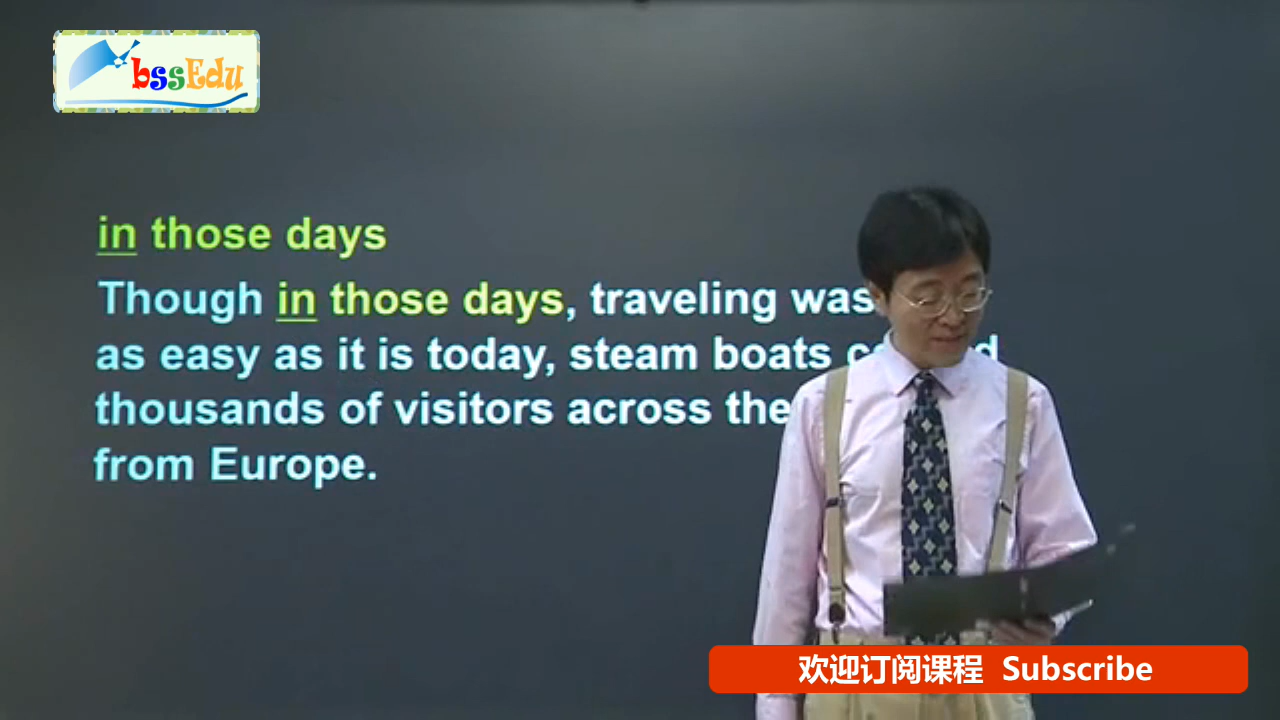 bssEdu
in those days
Though in those days, traveling was
as easy as it is today, steam boats
thousands of visitors across the
from Europe.
欢迎订阅课程 Subscribe